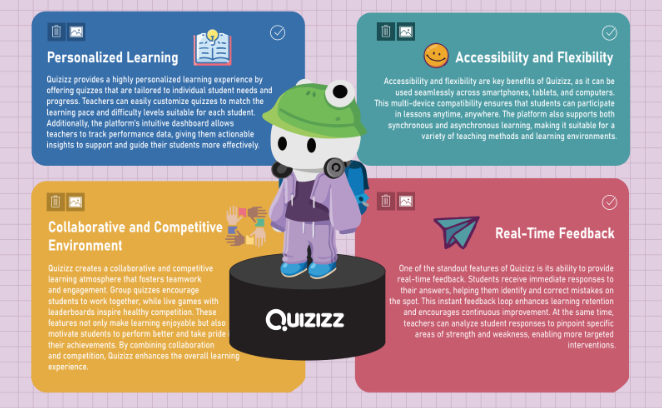 Personalized Learning
Quizizz provides a highly personalized learning experience by
offering quizzes that are tailored to individual student needs and
progress. Teachers can easily customize quizzes to match the
learning pace and difficulty levels suitable for each student.
Additionally, the platform's intuitive dashboard allows
teachers to track performance data, giving them actionable
insights to support and guide their students more effectively.
Accessibility and Flexibility
Accessibility and flexibility are key benefits of Quizizz, as it can be
used seamlessly across smartphones, tablets, and computers.
This multi-device compatibility ensures that students can participate
in lessons anytime, anywhere. The platform also supports both
synchronous and asynchronous learning, making it suitable for a
variety of teaching methods and learning environments.
Collaborative and Competitive
Environment
Quizizz creates a collaborative and competitive
learning atmosphere that fosters teamwork
and engagement. Group quizzes encourage
students to work together, while live games with
leaderboards inspire healthy competition. These
features not only make learning enjoyable but also
motivate students to perform better and take pride
their achievements. By combining collaboration
and competition, Quizizz enhances the overall learning
experience.
Real-Time Feedback
One of the standout features of Quizizz is its ability to provide
real-time feedback. Students receive immediate responses to
their answers, helping them identify and correct mistakes on
the spot. This instant feedback loop enhances learning retention
and encourages continuous improvement. At the same time,
teachers can analyze student responses to pinpoint specific
areas of strength and weakness, enabling more targeted
interventions.
QUIZIZZ